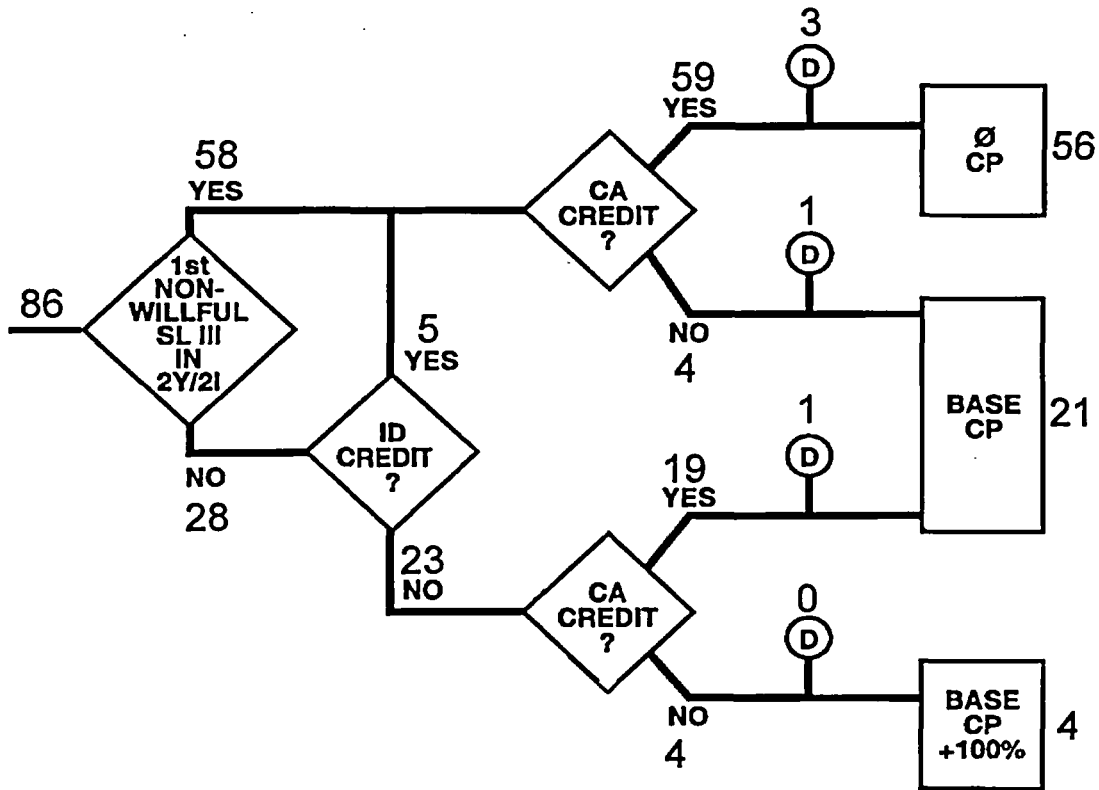 3
D
59
YES
Ø
CP
56
58
YES
CA
CREDIT
?
1
D
86
1st
NON-
WILLFUL
SL III
IN
2Y/2I
5
YES
NO
4
BASE
CP
21
1
D
ID
CREDIT
?
NO
28
19
YES
23
NO
CA
CREDIT
?
0
D
NO
4
BASE
CP
+100%
4